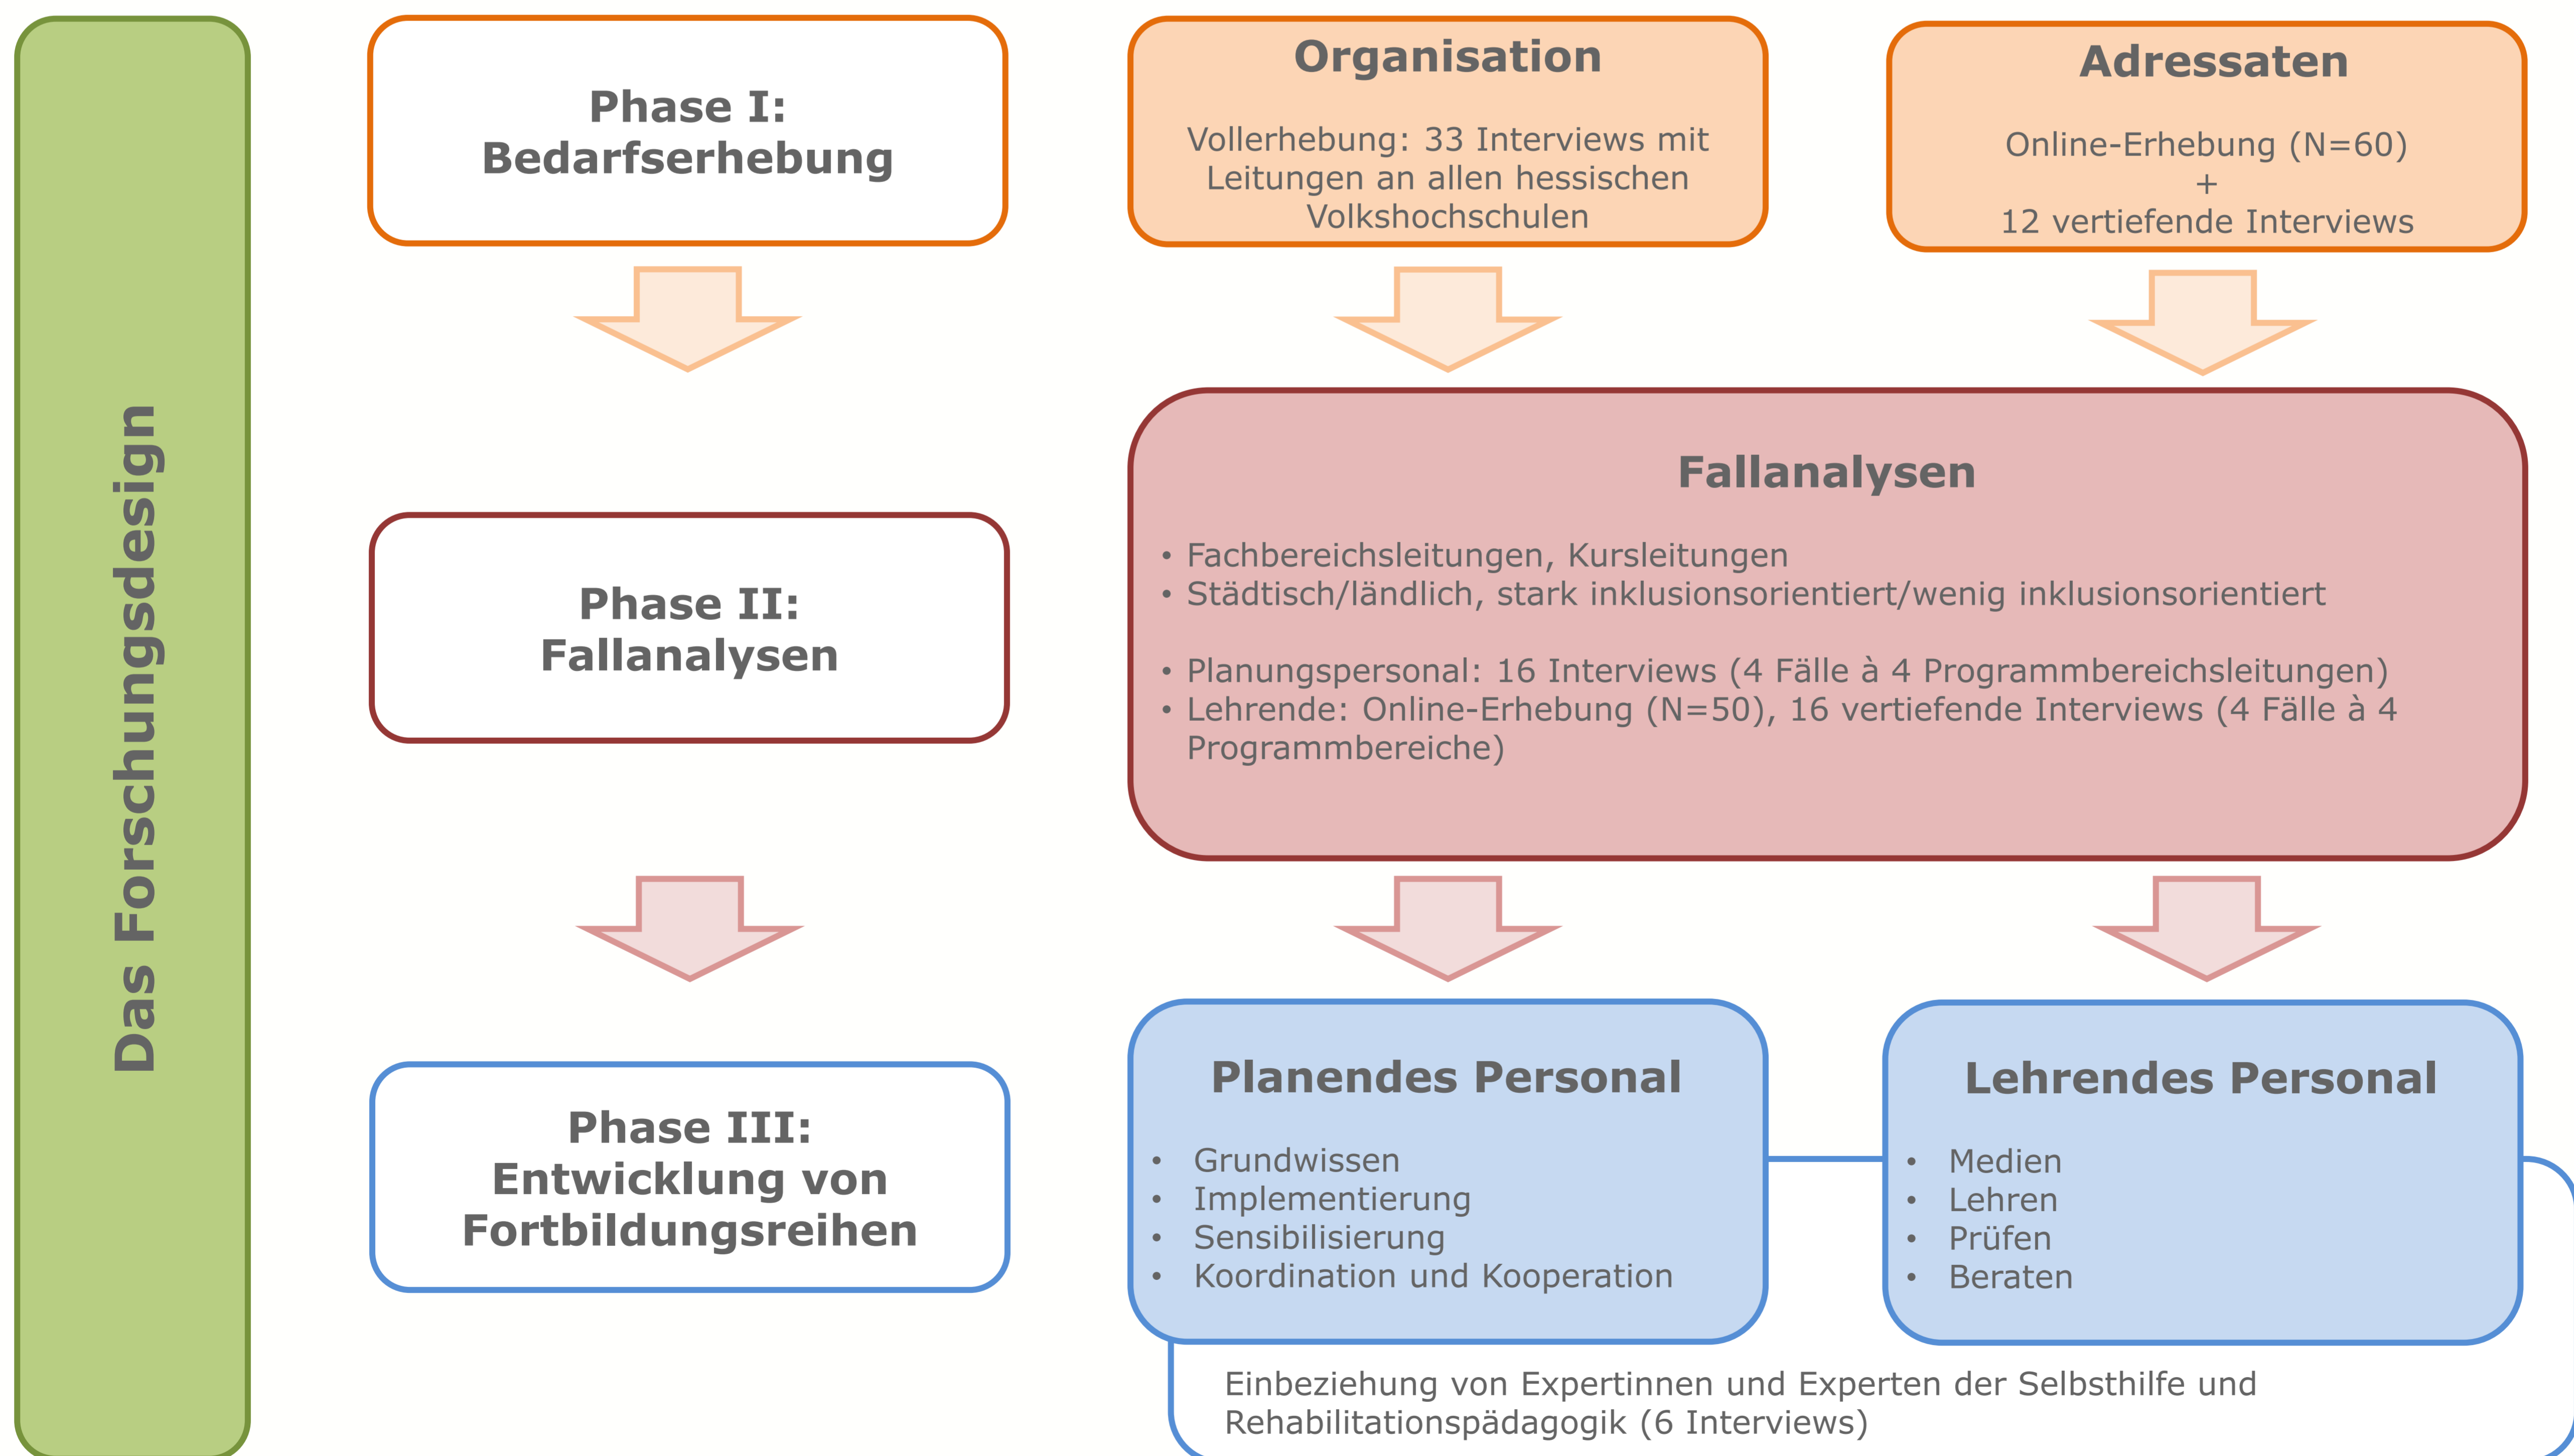 Das Forschungsdesign
Phase I:
Bedarfserhebung
Organisation
Vollerhebung: 33 Interviews mit
Leitungen an allen hessischen
Volkshochschulen
Adressaten
Online-Erhebung (N=60)
+
12 vertiefende Interviews
Phase II:
Fallanalysen
Fallanalysen
• Fachbereichsleitungen, Kursleitungen
• Städtisch/ländlich, stark inklusionsorientiert/wenig inklusionsorientiert
• Planungspersonal: 16 Interviews (4 Fälle à 4 Programmbereichsleitungen)
• Lehrende: Online-Erhebung (N=50), 16 vertiefende Interviews (4 Fälle à 4
Programmbereiche)
Phase III:
Entwicklung von
Fortbildungsreihen
Planendes Personal
• Grundwissen
• Implementierung
• Sensibilisierung
• Koordination und Kooperation
Lehrendes Personal
• Medien
• Lehren
• Prüfen
• Beraten
Einbeziehung von Expertinnen und Experten der Selbsthilfe und
Rehabilitationspädagogik (6 Interviews)